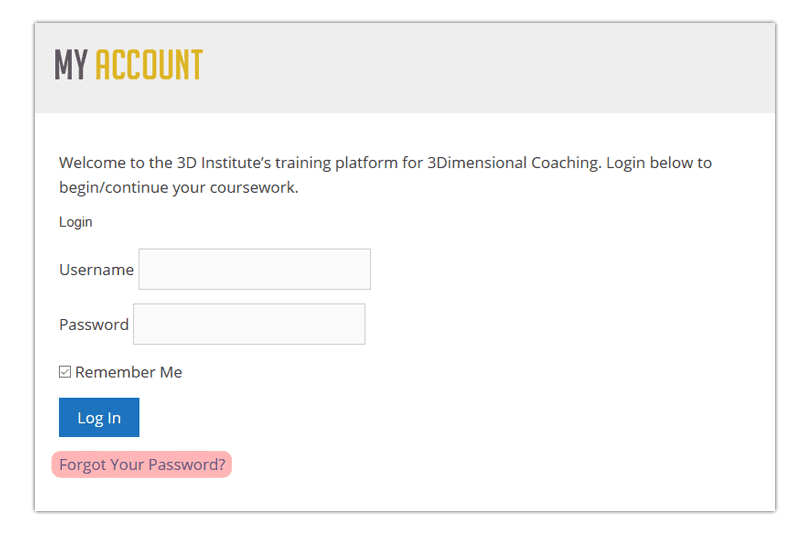 MY ACCOUNT
Welcome to the 3D Institute’s training platform for 3Dimensional Coaching. Login below to
begin/continue your coursework.
Login
Username
Password
Remember Me
Log In
Forgot Your Password?